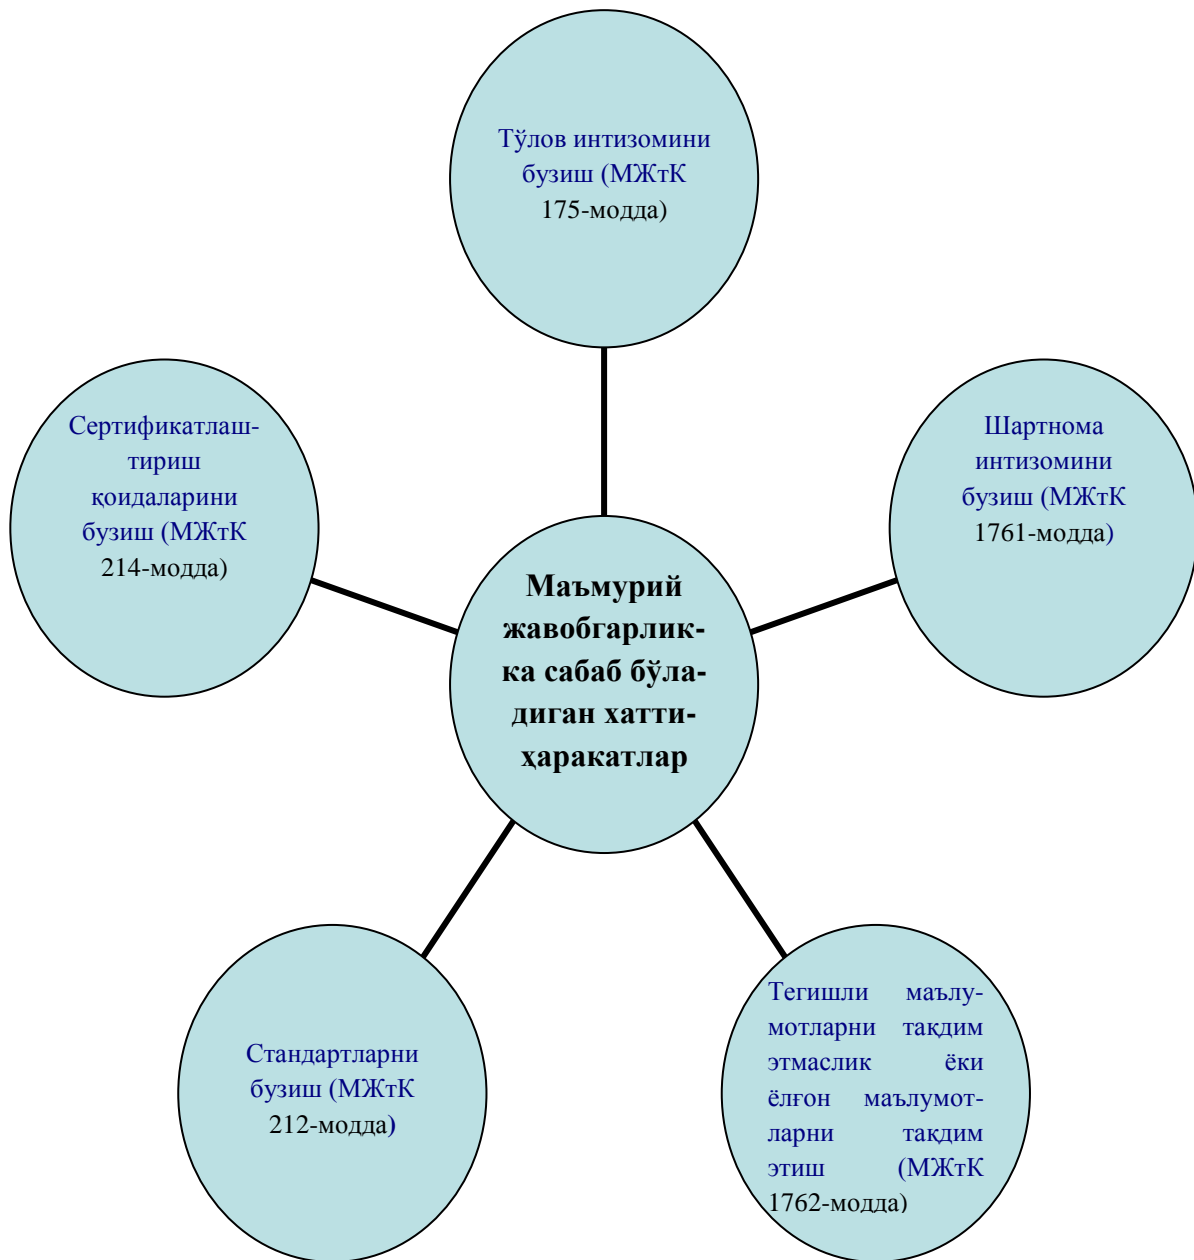 Тўлов интизомини
бузиш (МЖтК
175-модда)
Сертификатлаш-
тириш
қоидаларини
бузиш (МЖтК
214-модда)
Шартнома
интизомини
бузиш (МЖтК
1761-модда)
Маъмурий
жавобгарлик-
ка сабаб бўла-
диган хатти-
ҳаракатлар
Стандартларни
бузиш (МЖтК
212-модда)
Тегишли маълу-
мотларни тақдим
этмаслик ёки
ёлғон маълумот-
ларни тақдим
этиш (МЖтК
1762-модда)